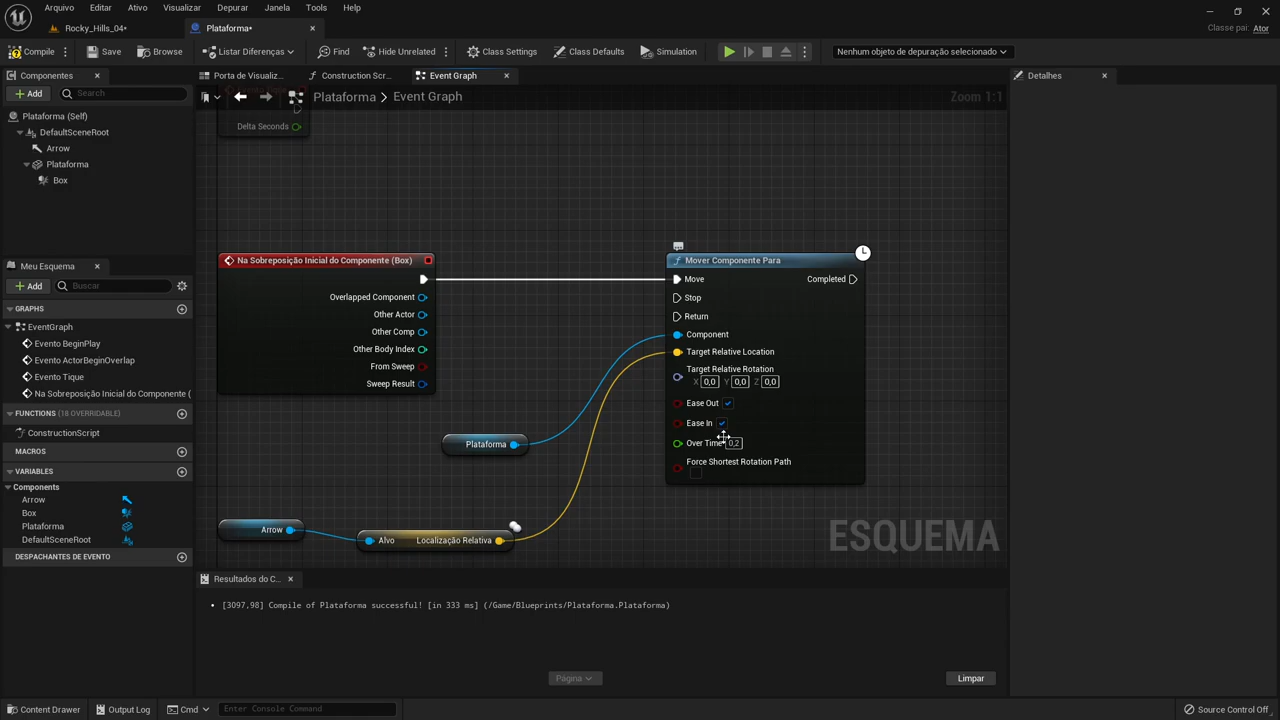 Arquivo
Editar
Ativo
Visualizar
Depurar
Janela
Tools
Ajuda
Rocky_Hills_04•
Plataforma•
Classe pai: Ator
Compile
Save
Browse
Listar Diferenças
Find
Hide Unrelated
Class Settings
Class Defaults
Simulation
Nenhum objeto de depuração selecionado
Componentes
Porta de Visualiz...
Construction Scr...
Event Graph
Detalhes
Add
Search
Plataforma > Event Graph
Zoom 1:1
Plataforma (Self)
DefaultSceneRoot
Arrow
Plataforma
Box
Delta Seconds
Meu Esquema
Add
Buscar
GRAPHS
EventGraph
Evento BeginPlay
Evento ActorBeginOverlap
Evento Tique
Na Sobreposição Inicial do Componente (
FUNCTIONS (18 OVERRIDABLE)
ConstructionScript
MACROS
VARIABLES
Components
Arrow
Box
Plataforma
DefaultSceneRoot
DESPACHANTES DE EVENTO
Na Sobreposição Inicial do Componente (Box)
Overlapped Component
Other Actor
Other Comp
Other Body Index
From Sweep
Sweep Result
Mover Componente Para
Move
Completed
Stop
Return
Component
Target Relative Location
Target Relative Rotation
X 0,0 Y 0,0 Z 0,0
Ease Out
Ease In
Over Time 0,2
Force Shortest Rotation Path
Plataforma
Arrow
Alvo
Localização Relativa
ESQUEMA
Resultados do C...
[3097,98] Compile of Plataforma successful! [in 333 ms] (/Game/Blueprints/Plataforma.Plataforma)
Página
Limpar
Content Drawer
Output Log
Cmd
Enter Console Command
Source Control Off